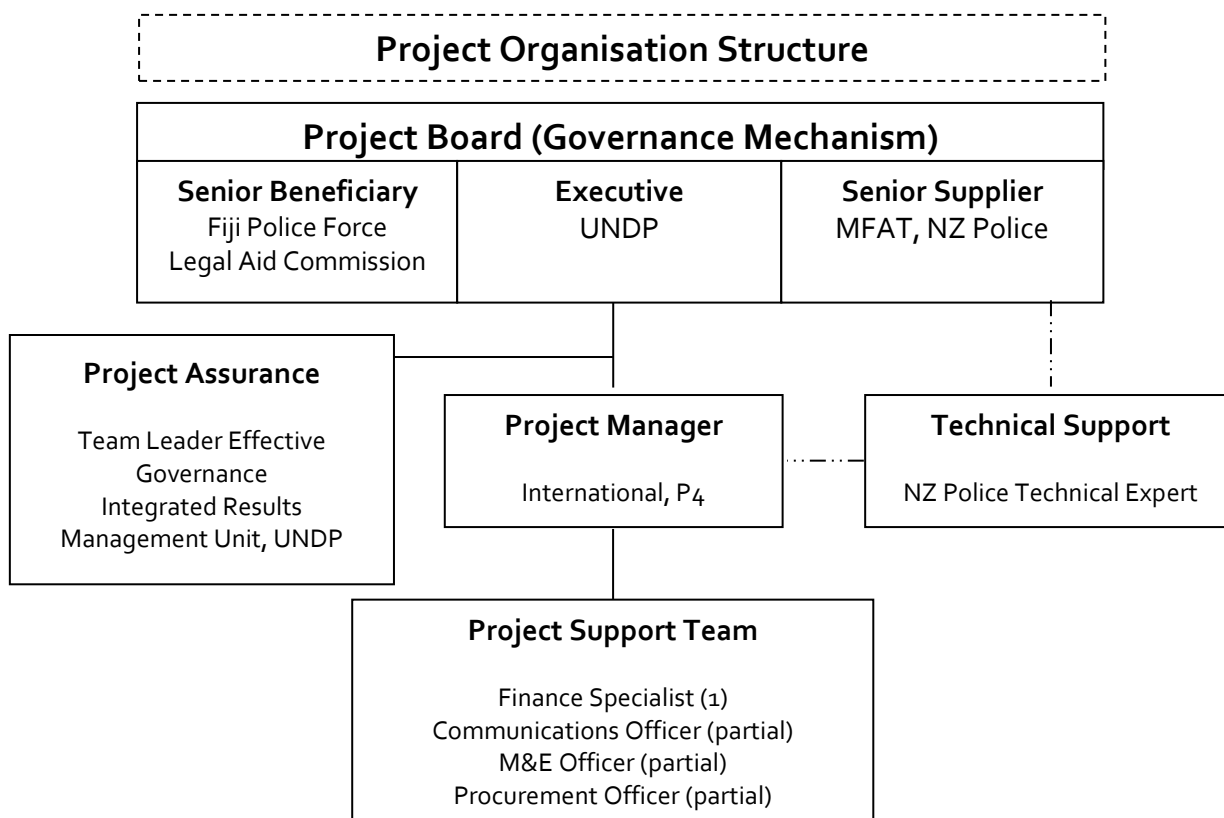 Project Organisation Structure
Project Board (Governance Mechanism)
Senior Beneficiary
Fiji Police Force
Legal Aid Commission
Executive
UNDP
Senior Supplier
MFAT, NZ Police
Project Assurance
Team Leader Effective
Governance
Integrated Results
Management Unit, UNDP
Project Manager
International, P4
Technical Support
NZ Police Technical Expert
Project Support Team
Finance Specialist (1)
Communications Officer (partial)
M&E Officer (partial)
Procurement Officer (partial)